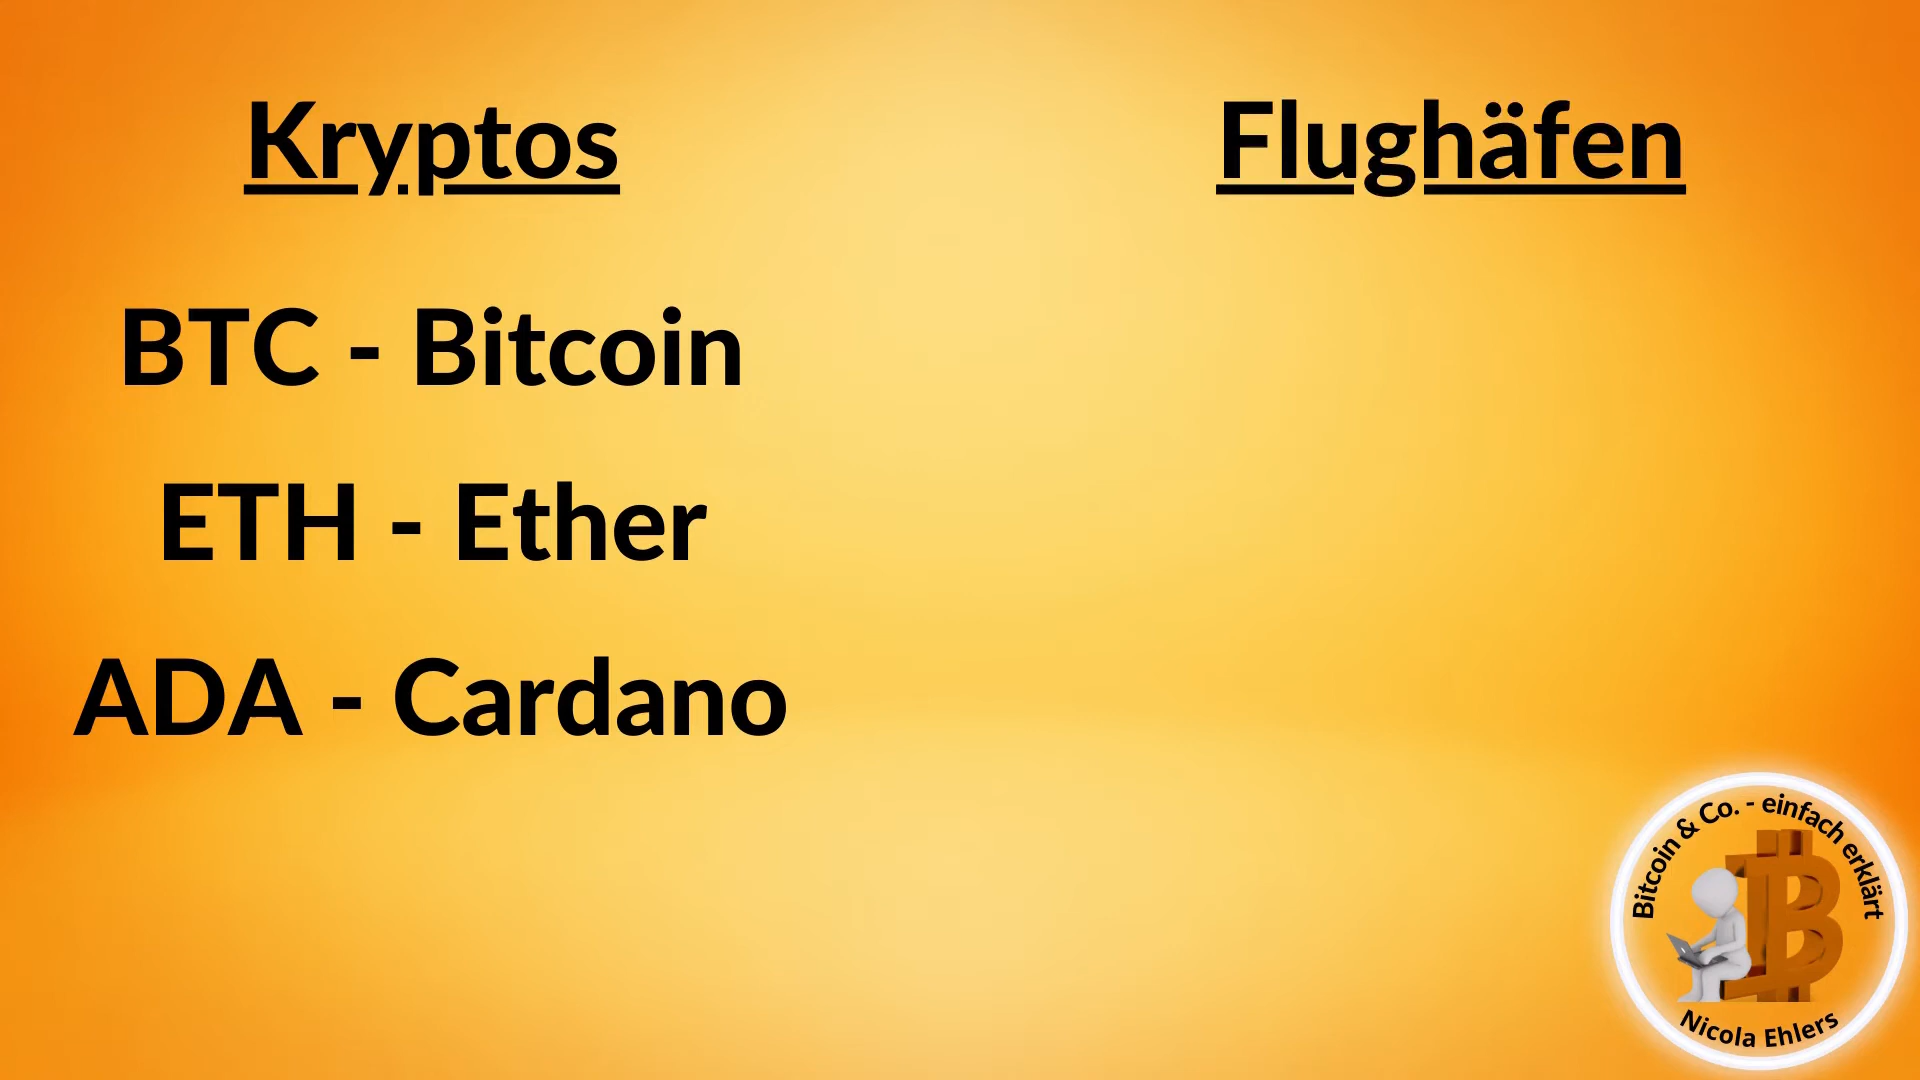 Kryptos
Flughäfen
BTC - Bitcoin
ETH - Ether
ADA - Cardano
Bitcoin & Co. - einfach erklärt
Nicola Ehlers